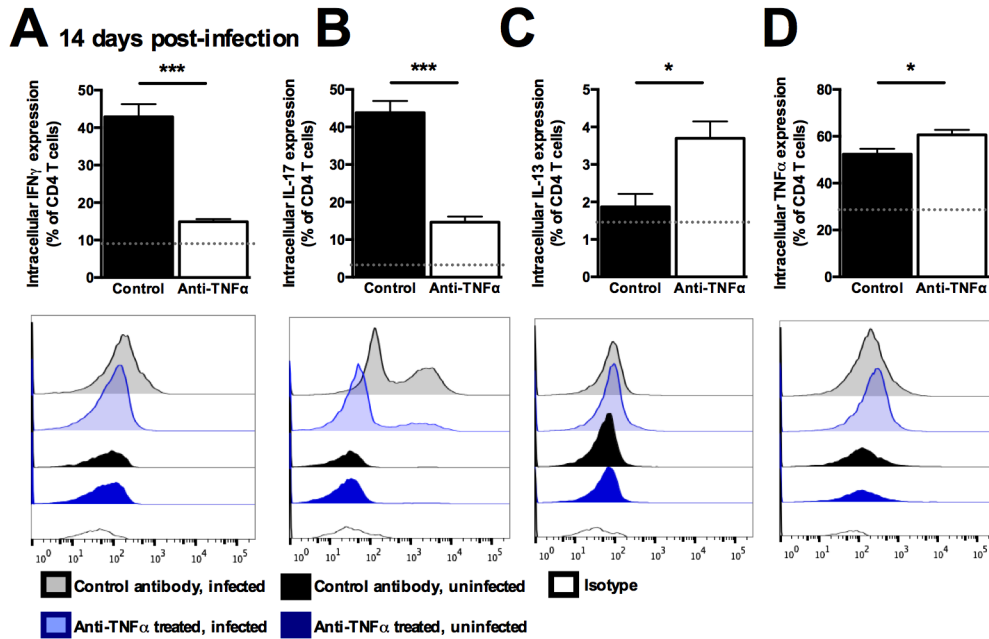 A 14 days post-infection B C D
*** *** * *
Intracellular IFNγ expression
(% of CD4 T cells)
50
40
30
20
10
0
Control Anti-TNFα
Intracellular IL-17 expression
(% of CD4 T cells)
50
40
30
20
10
0
Control Anti-TNFα
Intracellular IL-13 expression
(% of CD4 T cells)
5
4
3
2
1
0
Control Anti-TNFα
Intracellular TNFα expression
(% of CD4 T cells)
80
60
40
20
0
Control Anti-TNFα
10⁰ 10¹ 10² 10³ 10⁴ 10⁵
10⁰ 10¹ 10² 10³ 10⁴ 10⁵
10⁰ 10¹ 10² 10³ 10⁴ 10⁵
10⁰ 10¹ 10² 10³ 10⁴ 10⁵
Control antibody, infected Control antibody, uninfected Isotype
Anti-TNFα treated, infected Anti-TNFα treated, uninfected